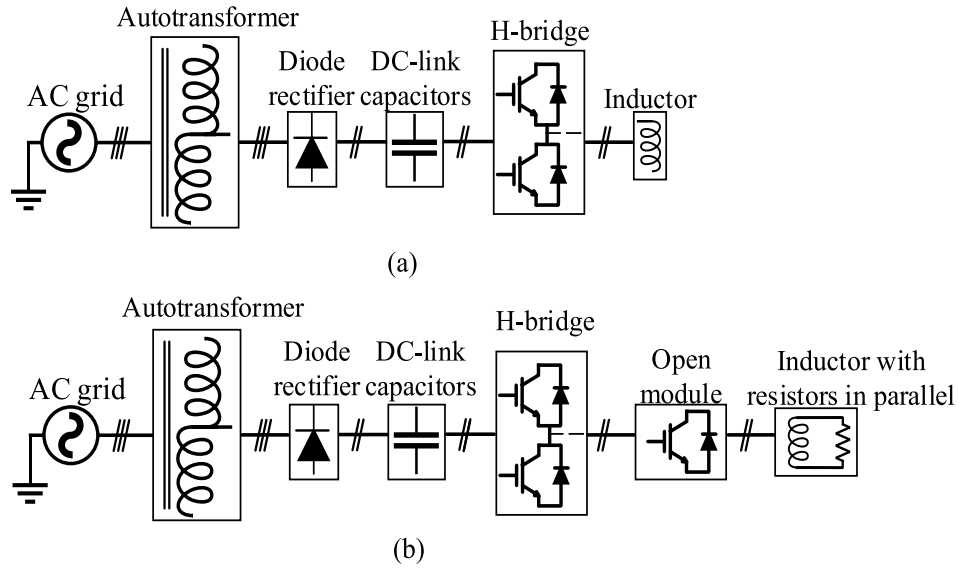 Autotransformer
H-bridge
Diode DC-link
rectifier capacitors
AC grid
Inductor
(a)
Autotransformer
H-bridge
Diode DC-link
rectifier capacitors
Open
module
Inductor with
resistors in parallel
AC grid
(b)